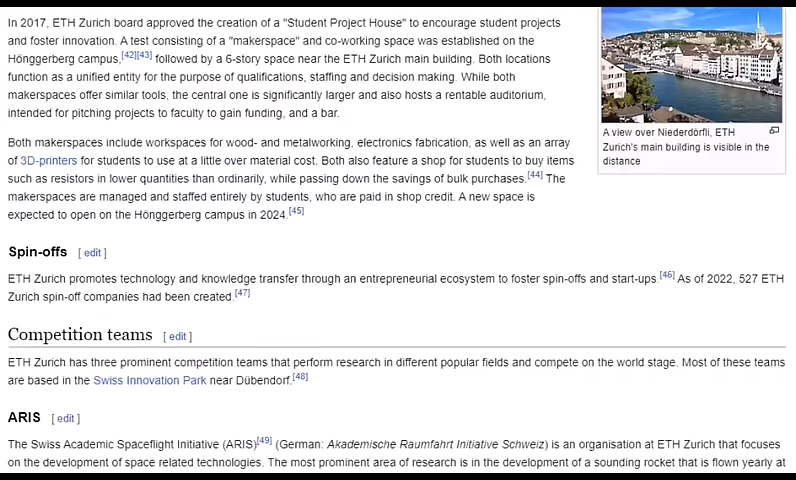 In 2017, ETH Zurich board approved the creation of a "Student Project House" to encourage student projects
and foster innovation. A test consisting of a "makerspace" and co-working space was established on the
Hönggerberg campus,[42][43] followed by a 6-story space near the ETH Zurich main building. Both locations
function as a unified entity for the purpose of qualifications, staffing and decision making. While both
makerspaces offer similar tools, the central one is significantly larger and also hosts a rentable auditorium,
intended for pitching projects to faculty to gain funding, and a bar.
A view over Niederdörfli, ETH
Zurich's main building is visible in the
distance
Both makerspaces include workspaces for wood- and metalworking, electronics fabrication, as well as an array
of 3D-printers for students to use at a little over material cost. Both also feature a shop for students to buy items
such as resistors in lower quantities than ordinarily, while passing down the savings of bulk purchases.[44] The
makerspaces are managed and staffed entirely by students, who are paid in shop credit. A new space is
expected to open on the Hönggerberg campus in 2024.[45]
Spin-offs [ edit ]
ETH Zurich promotes technology and knowledge transfer through an entrepreneurial ecosystem to foster spin-offs and start-ups.[46] As of 2022, 527 ETH
Zurich spin-off companies had been created.[47]
Competition teams [ edit ]
ETH Zurich has three prominent competition teams that perform research in different popular fields and compete on the world stage. Most of these teams
are based in the Swiss Innovation Park near Dübendorf.[48]
ARIS [ edit ]
The Swiss Academic Spaceflight Initiative (ARIS)[49] (German: Akademische Raumfahrt Initiative Schweiz) is an organisation at ETH Zurich that focuses
on the development of space related technologies. The most prominent area of research is in the development of a sounding rocket that is flown yearly at